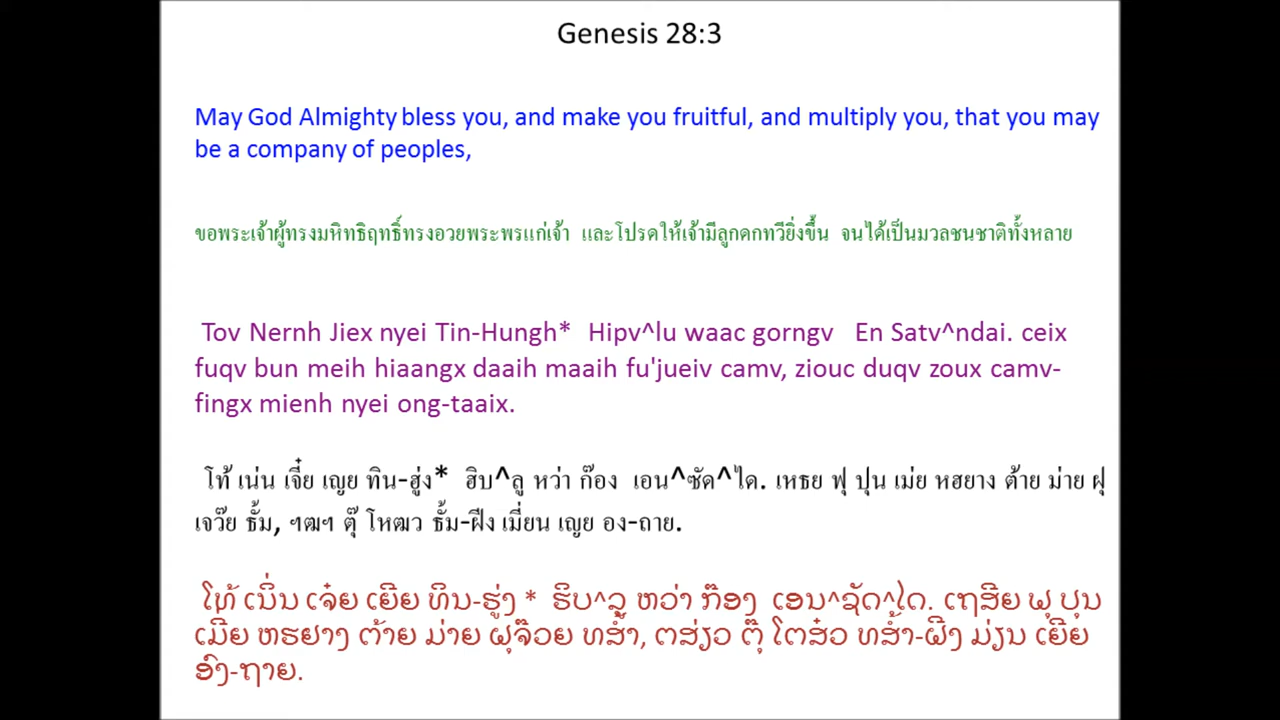 Genesis 28:3
May God Almighty bless you, and make you fruitful, and multiply you, that you may
be a company of peoples,
ขอพระเจ้าผู้ทรงมหิทธิฤทธิ์ทรงอวยพระพรแก่เจ้า และโปรดให้เจ้ามีลูกดกทวียิ่งขึ้น จนได้เป็นมวลชนชาติทั้งหลาย
Tov Nernh Jiex nyei Tin-Hungh* Hipv^lu waac gorngv En Satv^ndai. ceix
fuqv bun meih hiaangx daaih maaih fu'jueiv camv, ziouc duqv zoux camv-
fingx mienh nyei ong-taaix.
โท้ เน่น เจี๋ย เญย ทิน-ฮู่ง* ฮิบ^ลู หว่า ก๊อง เอน^ซัด^ได. เหธย ฟุ ปุน เม่ย หฮยาง ต้าย ม่าย ฝุ
เจว๊ย ธั้ม, ฯฒฯ ตุ๊ โหฒว ธั้ม-ฝีง เมี่ยน เญย อง-ถาย.
ໂທ້ ເນິ່ນ ເຈ໋ຍ ເຍີຍ ທິນ-ຮູ່ງ * ຮິບ^ລູ ຫວ່າ ກ໊ອງ ເອນ^ຊັດ^ໄດ. ເຖສີຍ ຟຸ ປຸນ
ເມີ່ຍ ຫຮຢາງ ຕ້າຍ ມ່າຍ ຝຸຈ໊ວຍ ທສ້ຳ, ຕສ່ຽວ ຕຸ໊ ໂຕສ໋ວ ທສ້ຳ-ຝີງ ມ່ຽນ ເຍີຍ
ອົງ-ຖາຍ.